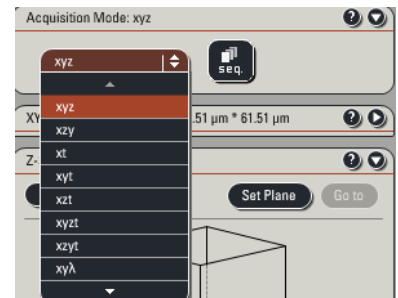 Acquisition Mode: xyz
xyz
seq.
xyz
XY
.51 µm * 61.51 µm
xzy
xt
Z-
xyt
xzt
Set Plane
Go to
xyzt
xzyt
xyλ